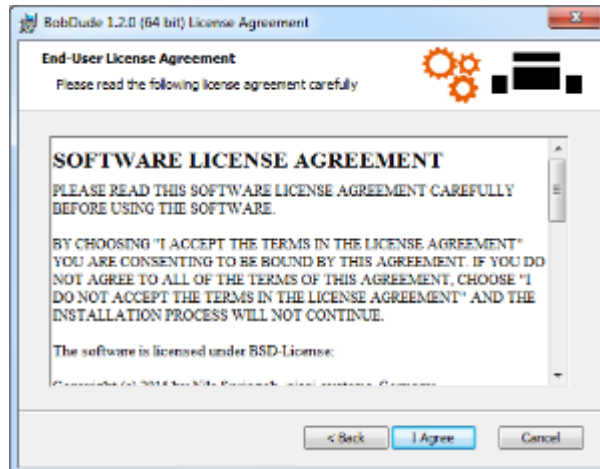 BobDude 1.2.0 (64 bit) License Agreement
End-User License Agreement
Please read the following license agreement carefully
SOFTWARE LICENSE AGREEMENT
PLEASE READ THIS SOFTWARE LICENSE AGREEMENT CAREFULLY
BEFORE USING THE SOFTWARE.
BY CHOOSING "I ACCEPT THE TERMS IN THE LICENSE AGREEMENT"
YOU ARE CONSENTING TO BE BOUND BY THIS AGREEMENT. IF YOU DO
NOT AGREE TO ALL OF THE TERMS OF THIS AGREEMENT, CHOOSE "I
DO NOT ACCEPT THE TERMS IN THE LICENSE AGREEMENT" AND THE
INSTALLATION PROCESS WILL NOT CONTINUE.
The software is licensed under BSD-License:
< Back
I Agree
Cancel